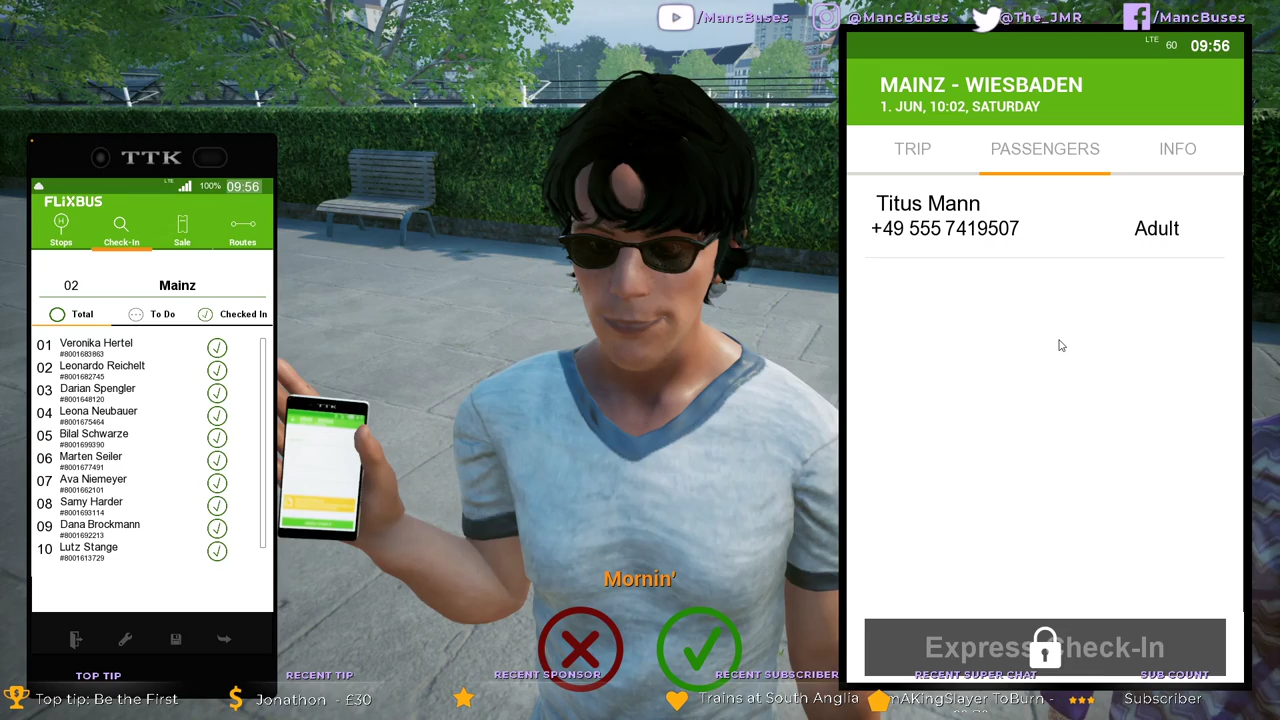 /MancBuses
@MancBuses
@The_JMR
/MancBuses
LTE 60 09:56
MAINZ - WIESBADEN
1. JUN, 10:02, SATURDAY
TRIP PASSENGERS INFO
Titus Mann
+49 555 7419507 Adult
Express Check-In
TTK
LTE 100% 09:56
FLiXBUS
Stops Check-In Sale Routes
02 Mainz
Total To Do Checked In
01 Veronika Hertel
#8001683863
02 Leonardo Reichelt
#8001682745
03 Darian Spengler
#8001648120
04 Leona Neubauer
#8001675464
05 Bilal Schwarze
#8001699390
06 Marten Seiler
#8001677491
07 Ava Niemeyer
#8001662101
08 Samy Harder
#8001693114
09 Dana Brockmann
#8001692213
10 Lutz Stange
#8001613729
TTK
Mornin'
TOP TIP RECENT TIP RECENT SPONSOR RECENT SUBSCRIBER RECENT SUPER CHAT SUB COUNT
Top tip: Be the First Jonathon - £30 Trains at South Anglia mAKingSlayer ToBurn - Subscriber